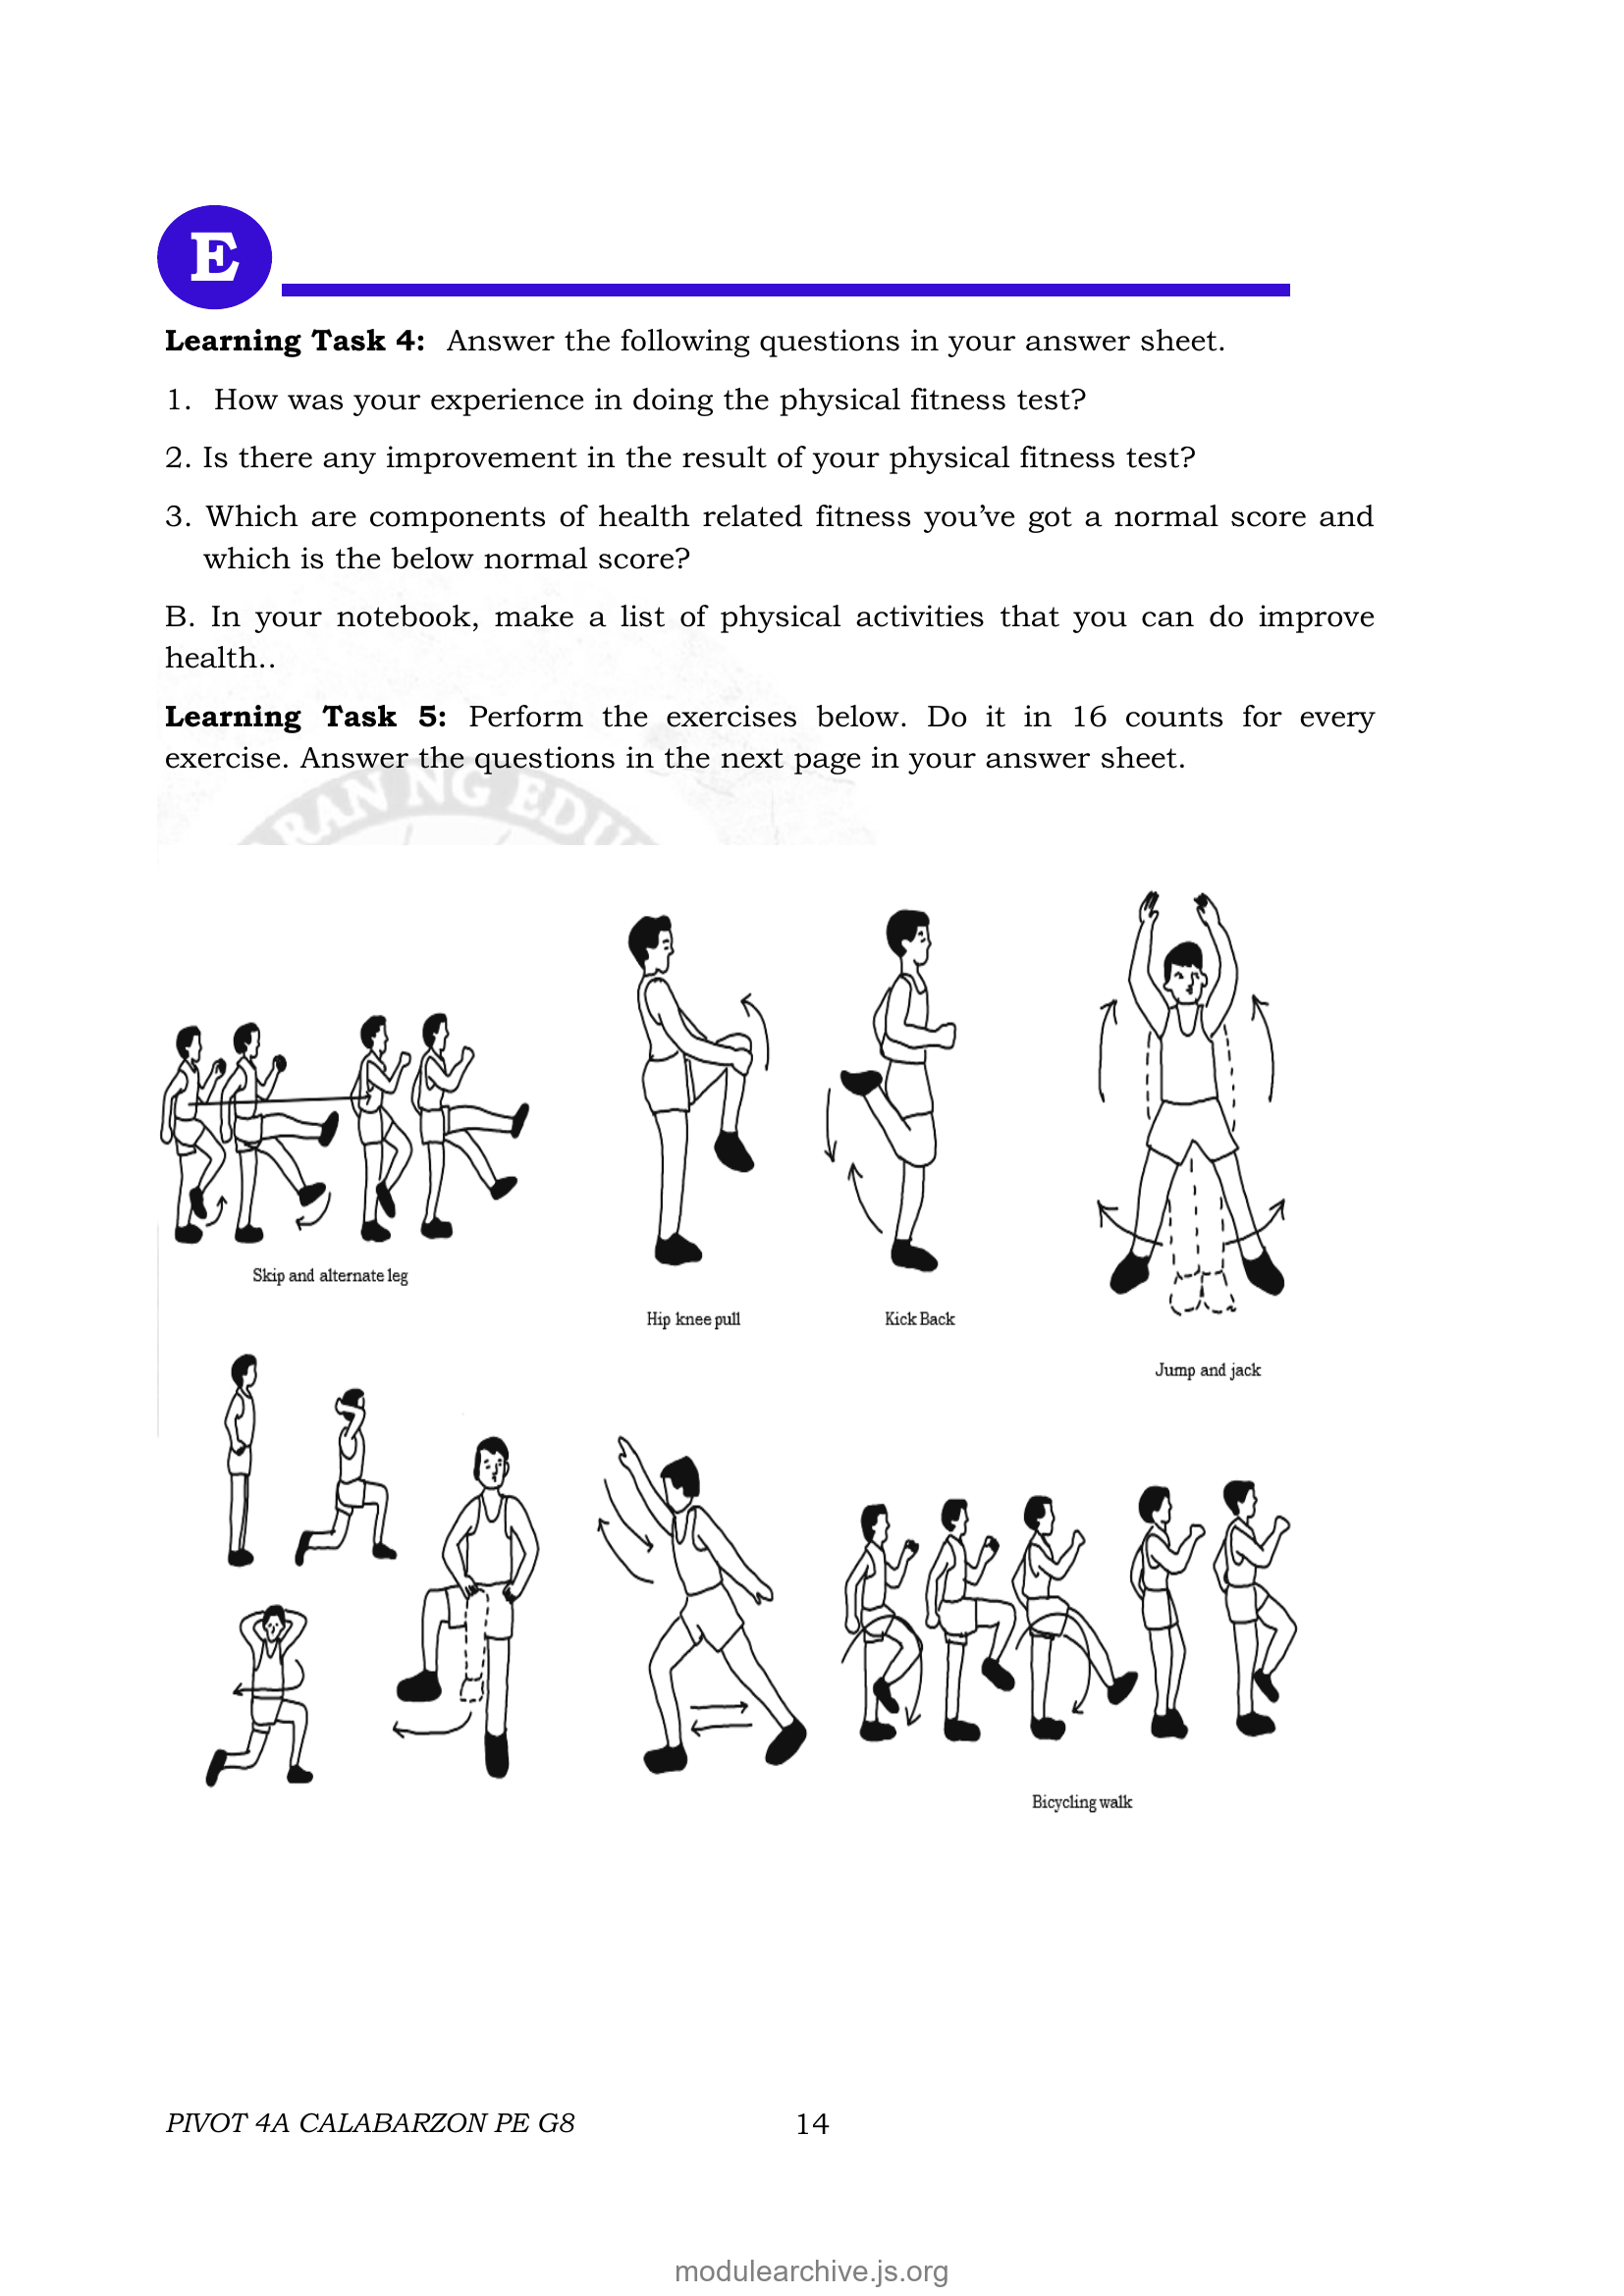 E
Learning Task 4: Answer the following questions in your answer sheet.
1. How was your experience in doing the physical fitness test?
2. Is there any improvement in the result of your physical fitness test?
3. Which are components of health related fitness you’ve got a normal score and
which is the below normal score?
B. In your notebook, make a list of physical activities that you can do improve
health..
Learning Task 5: Perform the exercises below. Do it in 16 counts for every
exercise. Answer the questions in the next page in your answer sheet.
RAN NG EDU
Skip and alternate leg
Hip knee pull
Kick Back
Jump and jack
Bicycling walk
PIVOT 4A CALABARZON PE G8
14
modulearchive.js.org